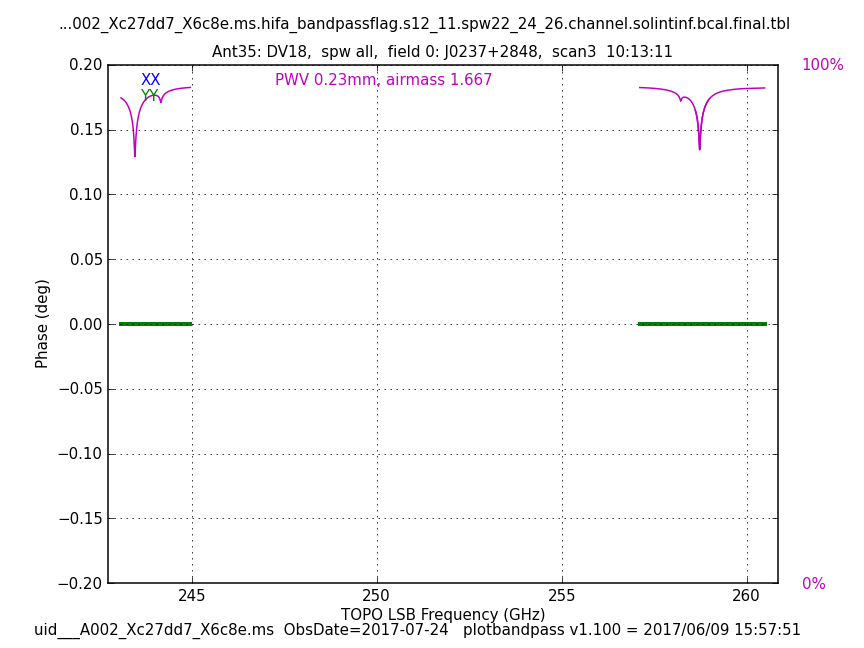 ...002_Xc27dd7_X6c8e.ms.hifa_bandpassflag.s12_11.spw22_24_26.channel.solintinf.bcal.final.tbl
Ant35: DV18,  spw all,  field 0: J0237+2848,  scan3  10:13:11
0.20
100%
XX
PWV 0.23mm, airmass 1.667
YY
0.15
0.10
0.05
0.00
Phase (deg)
−0.05
−0.10
−0.15
−0.20
0%
245 250 255 260
TOPO LSB Frequency (GHz)
uid___A002_Xc27dd7_X6c8e.ms  ObsDate=2017-07-24   plotbandpass v1.100 = 2017/06/09 15:57:51